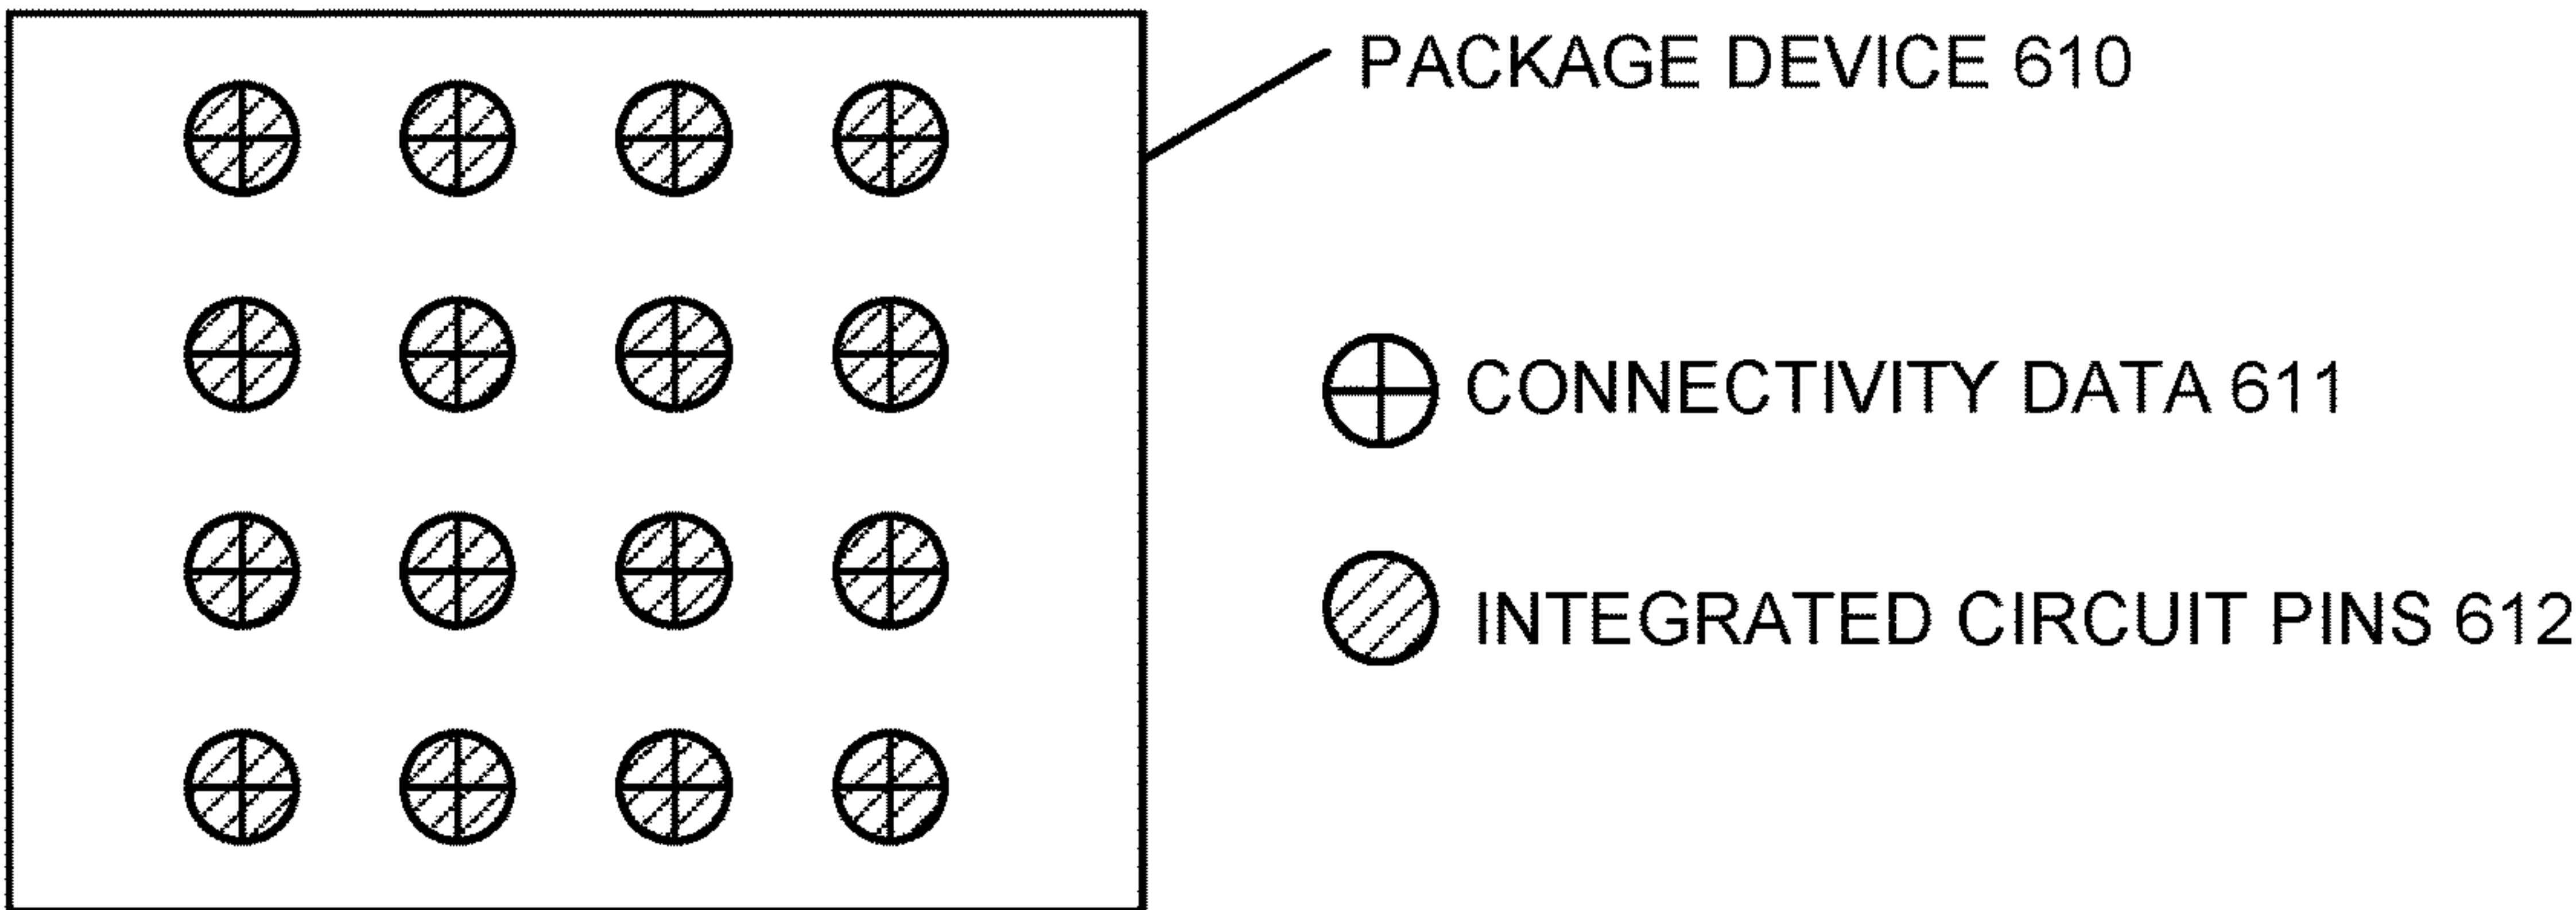 PACKAGE DEVICE 610
CONNECTIVITY DATA 611
INTEGRATED CIRCUIT PINS 612